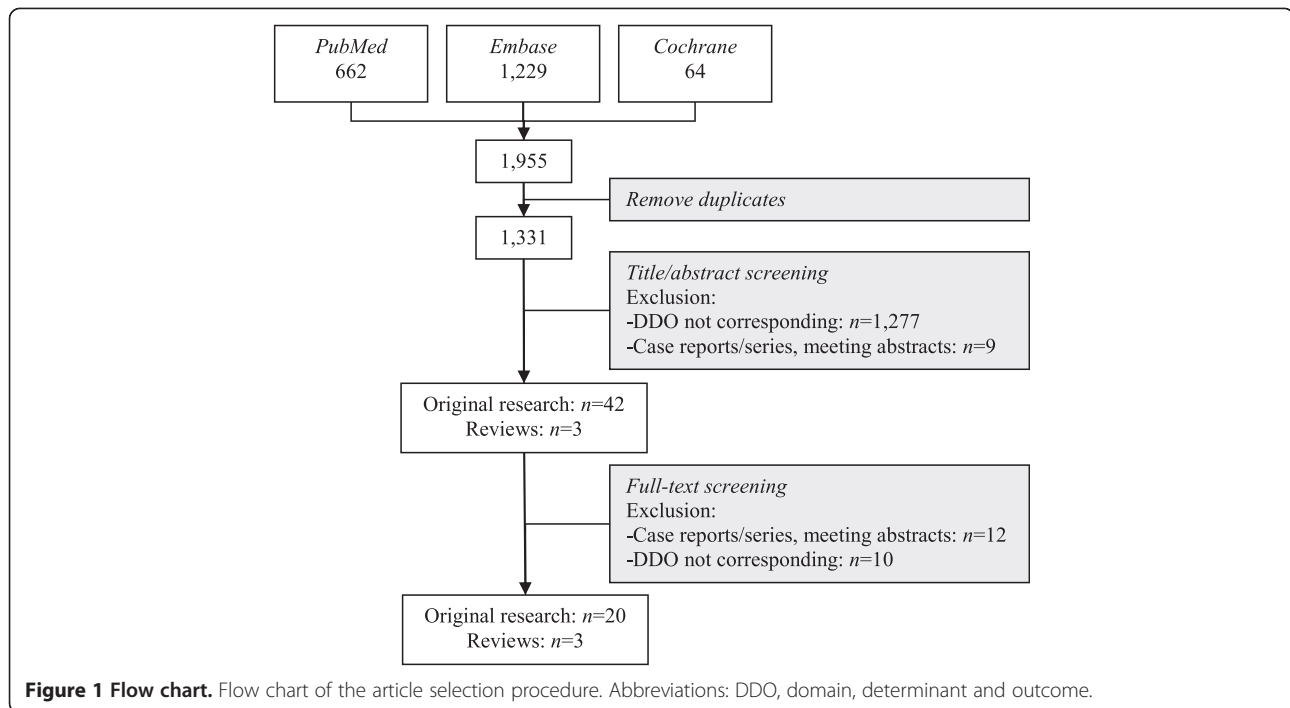 PubMed
662
Embase
1,229
Cochrane
64
1,955
Remove duplicates
1,331
Title/abstract screening
Exclusion:
-DDO not corresponding: n=1,277
-Case reports/series, meeting abstracts: n=9
Original research: n=42
Reviews: n=3
Full-text screening
Exclusion:
-Case reports/series, meeting abstracts: n=12
-DDO not corresponding: n=10
Original research: n=20
Reviews: n=3
Figure 1 Flow chart. Flow chart of the article selection procedure. Abbreviations: DDO, domain, determinant and outcome.